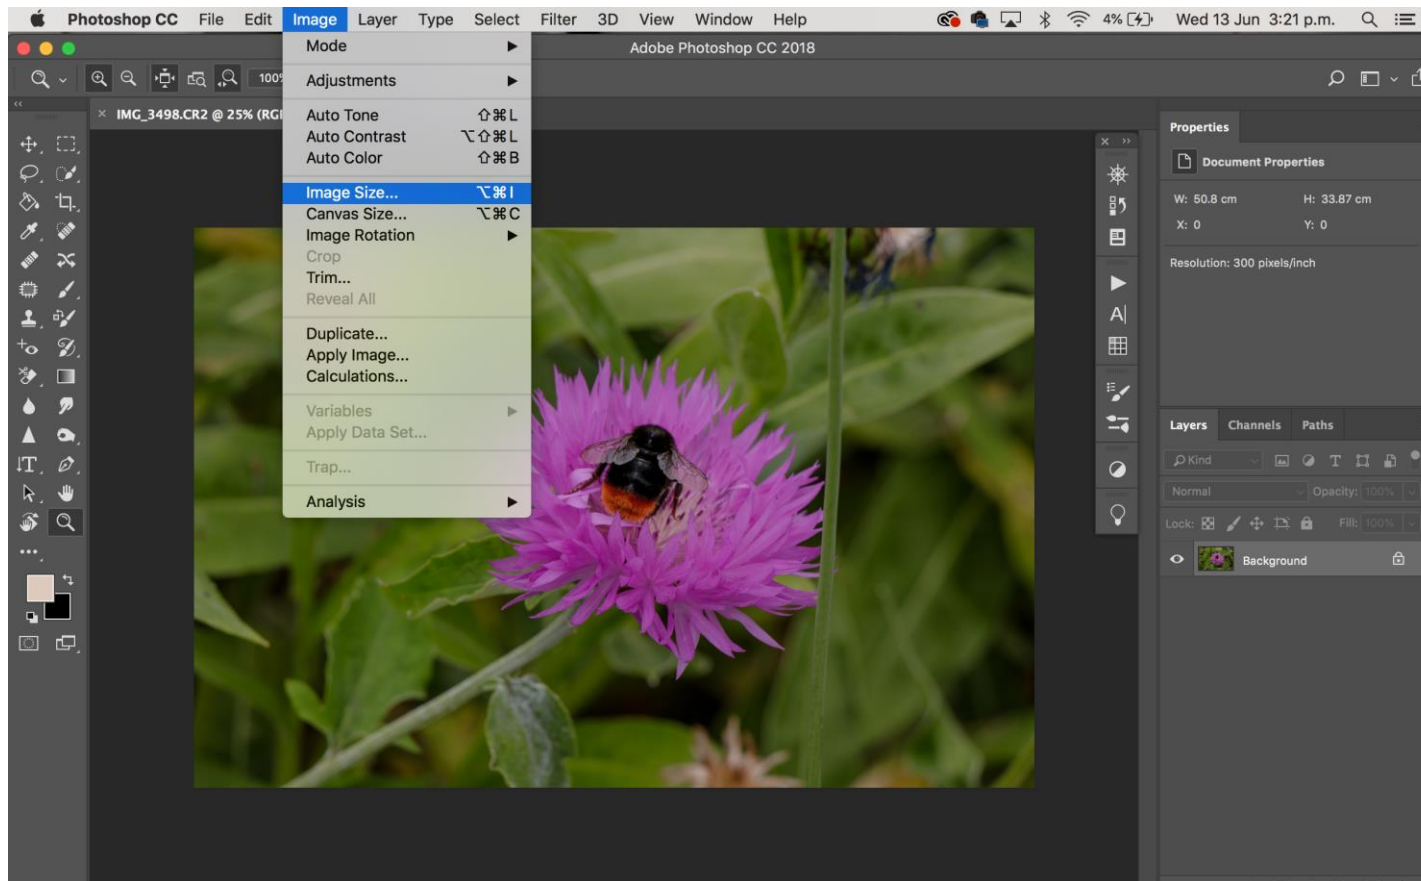 Photoshop CC File Edit Image Layer Type Select Filter 3D View Window Help 4% Wed 13 Jun 3:21 p.m.
Adobe Photoshop CC 2018
100%
× IMG_3498.CR2 @ 25% (RG
Mode
Adjustments
Auto Tone ⇧⌘L
Auto Contrast ⌥⇧⌘L
Auto Color ⇧⌘B
Image Size... ⌥⌘I
Canvas Size... ⌥⌘C
Image Rotation
Crop
Trim...
Reveal All
Duplicate...
Apply Image...
Calculations...
Variables
Apply Data Set...
Trap...
Analysis
Properties
Document Properties
W: 50.8 cm H: 33.87 cm
X: 0 Y: 0
Resolution: 300 pixels/inch
Layers Channels Paths
Kind
Normal Opacity: 100%
Lock: Fill: 100%
Background